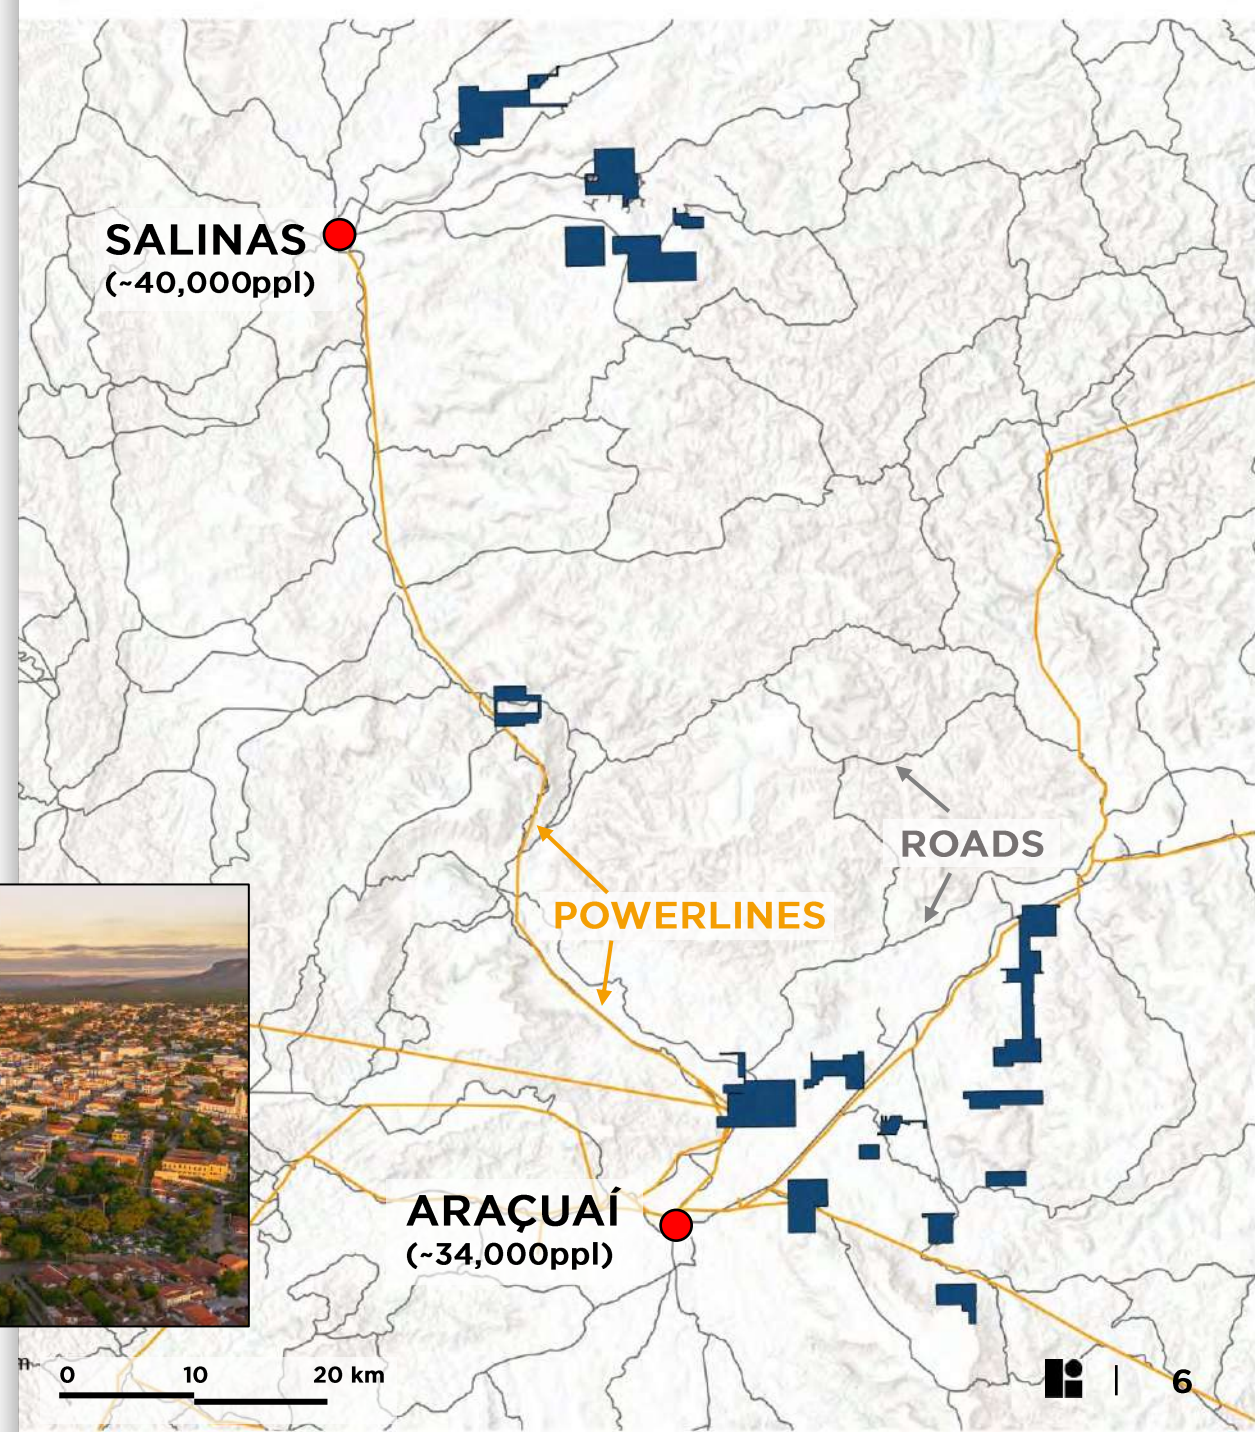 SALINAS
(~40,000ppl)
ROADS
POWERLINES
ARAÇUAÍ
(~34,000ppl)
0 10 20 km
6